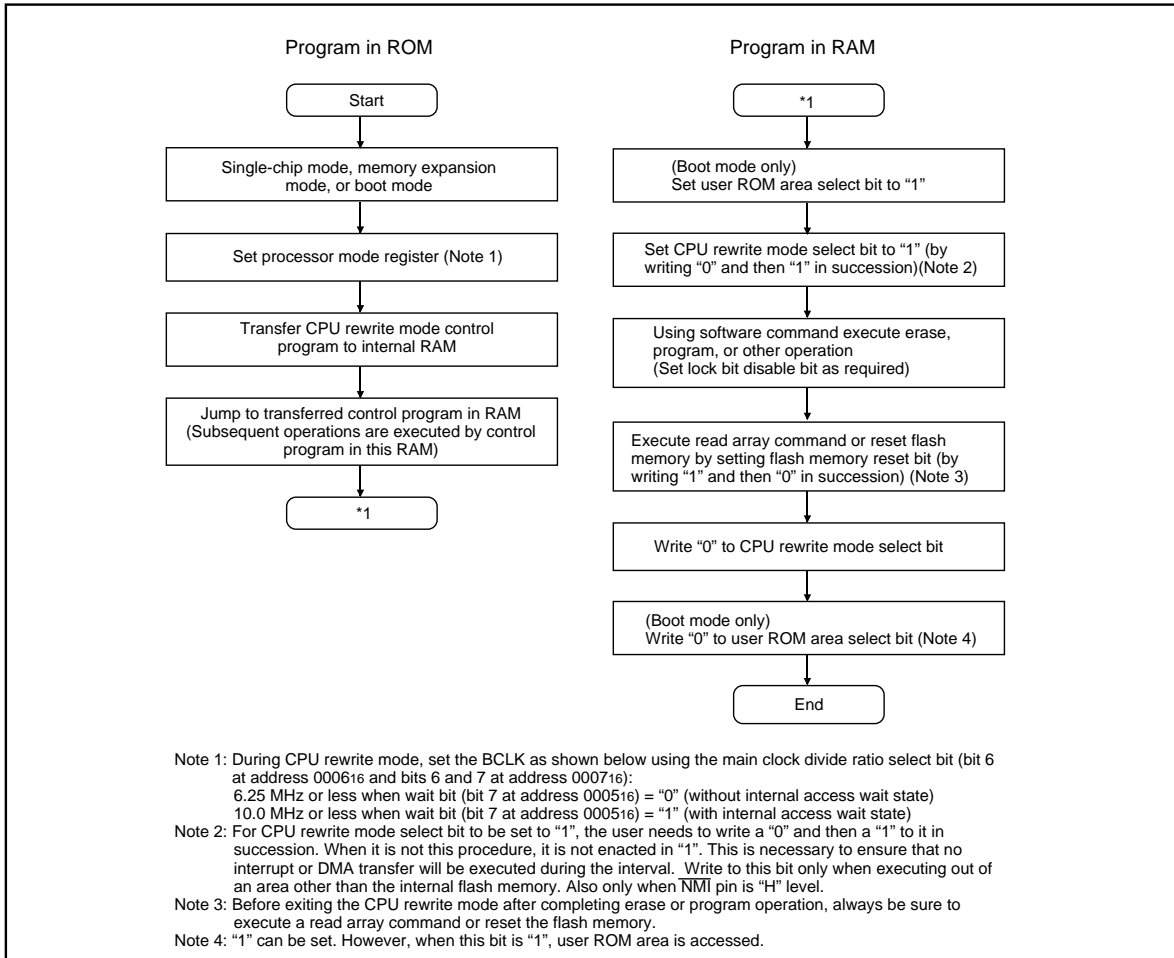 Program in ROM
Start
Single-chip mode, memory expansion
mode, or boot mode
Set processor mode register (Note 1)
Transfer CPU rewrite mode control
program to internal RAM
Jump to transferred control program in RAM
(Subsequent operations are executed by control
program in this RAM)
*1
Program in RAM
*1
(Boot mode only)
Set user ROM area select bit to “1”
Set CPU rewrite mode select bit to “1” (by
writing “0” and then “1” in succession)(Note 2)
Using software command execute erase,
program, or other operation
(Set lock bit disable bit as required)
Execute read array command or reset flash
memory by setting flash memory reset bit (by
writing “1” and then “0” in succession) (Note 3)
Write “0” to CPU rewrite mode select bit
(Boot mode only)
Write “0” to user ROM area select bit (Note 4)
End
Note 1: During CPU rewrite mode, set the BCLK as shown below using the main clock divide ratio select bit (bit 6
at address 000616 and bits 6 and 7 at address 000716):
6.25 MHz or less when wait bit (bit 7 at address 000516) = “0” (without internal access wait state)
10.0 MHz or less when wait bit (bit 7 at address 000516) = “1” (with internal access wait state)
Note 2: For CPU rewrite mode select bit to be set to “1”, the user needs to write a “0” and then a “1” to it in
succession. When it is not this procedure, it is not enacted in “1”. This is necessary to ensure that no
interrupt or DMA transfer will be executed during the interval. Write to this bit only when executing out of
an area other than the internal flash memory. Also only when NMI pin is “H” level.
Note 3: Before exiting the CPU rewrite mode after completing erase or program operation, always be sure to
execute a read array command or reset the flash memory.
Note 4: “1” can be set. However, when this bit is “1”, user ROM area is accessed.